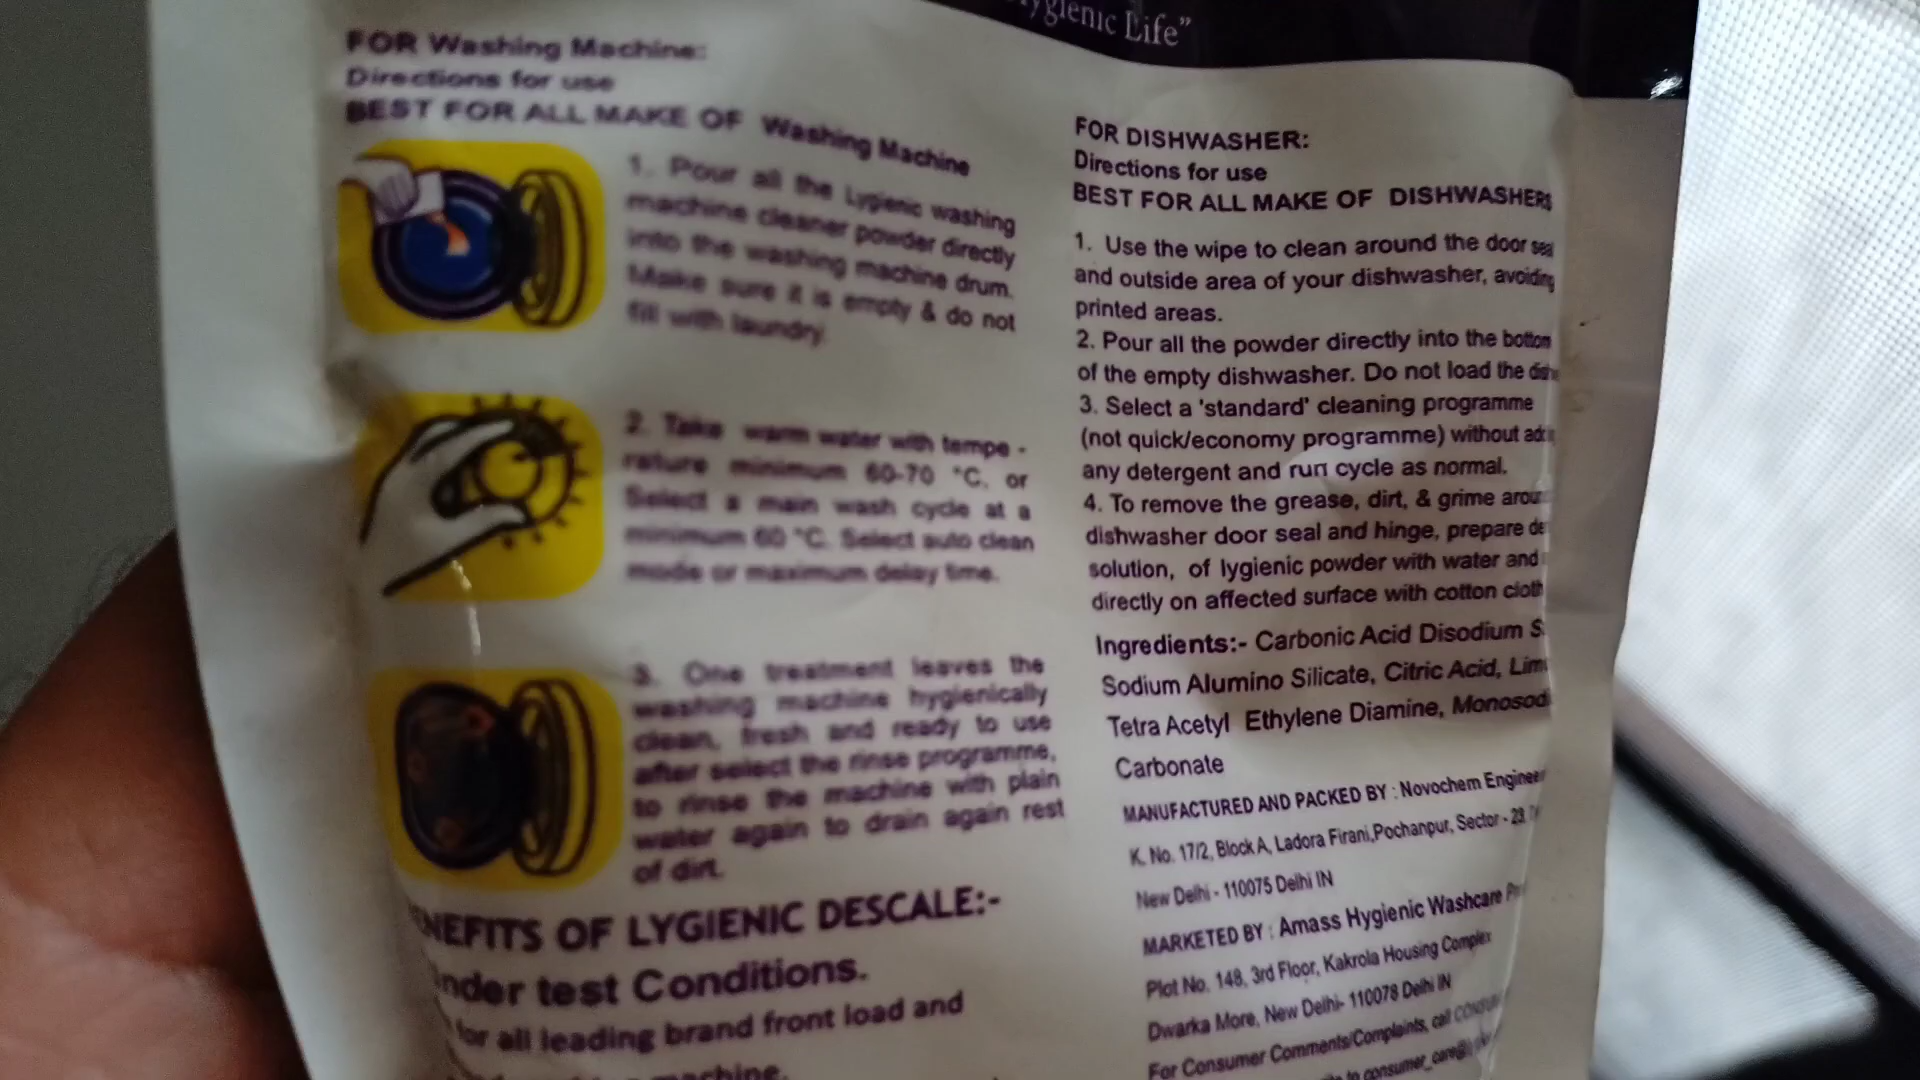 Life”
FOR Washing Machine:
Directions for use
BEST FOR ALL MAKE OF Washing Machine
1. Pour all the Lygienic washing
machine cleaner powder directly
into the washing machine drum.
Make sure it is empty & do not
fill with laundry.
2. Take warm water with tempe -
rature minimum 60-70 °C, or
Select a main wash cycle at a
minimum 60 °C. Select auto clean
mode or maximum delay time.
3. One treatment leaves the
washing machine hygienically
clean, fresh and ready to use
after select the rinse programme,
to rinse the machine with plain
water again to drain again rest
of dirt.
OF LYGIENIC DESCALE:-
test Conditions.
for all leading brand front load and
machine.
FOR DISHWASHER:
Directions for use
BEST FOR ALL MAKE OF DISHWASHERS
1. Use the wipe to clean around the door
and outside area of your dishwasher, avoiding
printed areas.
2. Pour all the powder directly into the bottom
of the empty dishwasher. Do not load the
3. Select a 'standard' cleaning programme
(not quick/economy programme) without
any detergent and run cycle as normal.
4. To remove the grease, dirt, & grime
dishwasher door seal and hinge, prepare
solution, of lygienic powder with water and
directly on affected surface with cotton
Ingredients:- Carbonic Acid Disodium
Sodium Alumino Silicate, Citric Acid,
Tetra Acetyl Ethylene Diamine,
Carbonate
MANUFACTURED AND PACKED BY : Novochem
K. No. 17/2, Block A, Ladora Firani,Pochanpur, Sector -
New Delhi - 110075 Delhi IN
MARKETED BY : Amass Hygienic Washcare
Plot No. 148, 3rd Floor, Kakrola Housing Complex
Dwarka More, New Delhi- 110078 Delhi IN
For Consumer Comments/Complaints, call